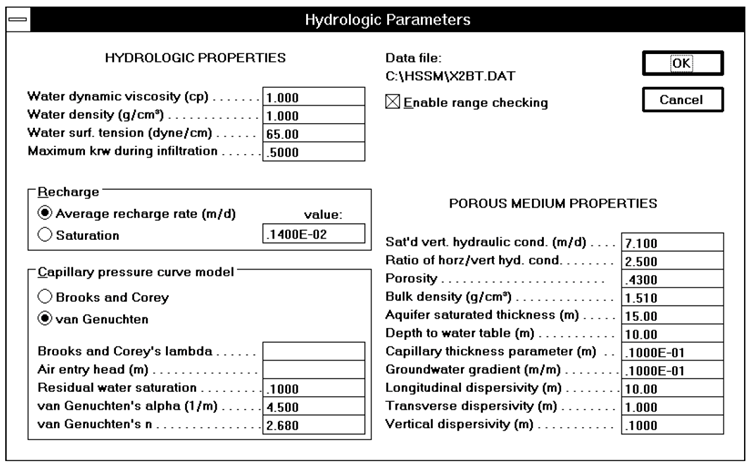 Hydrologic Parameters
HYDROLOGIC PROPERTIES
Water dynamic viscosity (cp) . . . . . . . 1.000
Water density (g/cm³) . . . . . . . . . . . . . 1.000
Water surf. tension (dyne/cm) . . . . . . 65.00
Maximum krw during infiltration . . . . . . .5000
Data file:
C:\HSSM\X2BT.DAT
Enable range checking
OK
Cancel
Recharge
Average recharge rate (m/d) value:
Saturation .1400E-02
Capillary pressure curve model
Brooks and Corey
van Genuchten
Brooks and Corey's lambda . . . . . .
Air entry head (m) . . . . . . . . . . . . . . .
Residual water saturation . . . . . . . . . .1000
van Genuchten's alpha (1/m) . . . . . . 4.500
van Genuchten's n . . . . . . . . . . . . . . . 2.680
POROUS MEDIUM PROPERTIES
Sat'd vert. hydraulic cond. (m/d) . . . . 7.100
Ratio of horz/vert hyd. cond. . . . . . . . 2.500
Porosity . . . . . . . . . . . . . . . . . . . . . . . .4300
Bulk density (g/cm³) . . . . . . . . . . . . . . 1.510
Aquifer saturated thickness (m) . . . . . 15.00
Depth to water table (m) . . . . . . . . . . . 10.00
Capillary thickness parameter (m) . . .1000E-01
Groundwater gradient (m/m) . . . . . . . . .1000E-01
Longitudinal dispersivity (m) . . . . . . . . 10.00
Transverse dispersivity (m) . . . . . . . . . 1.000
Vertical dispersivity (m) . . . . . . . . . . . .1000